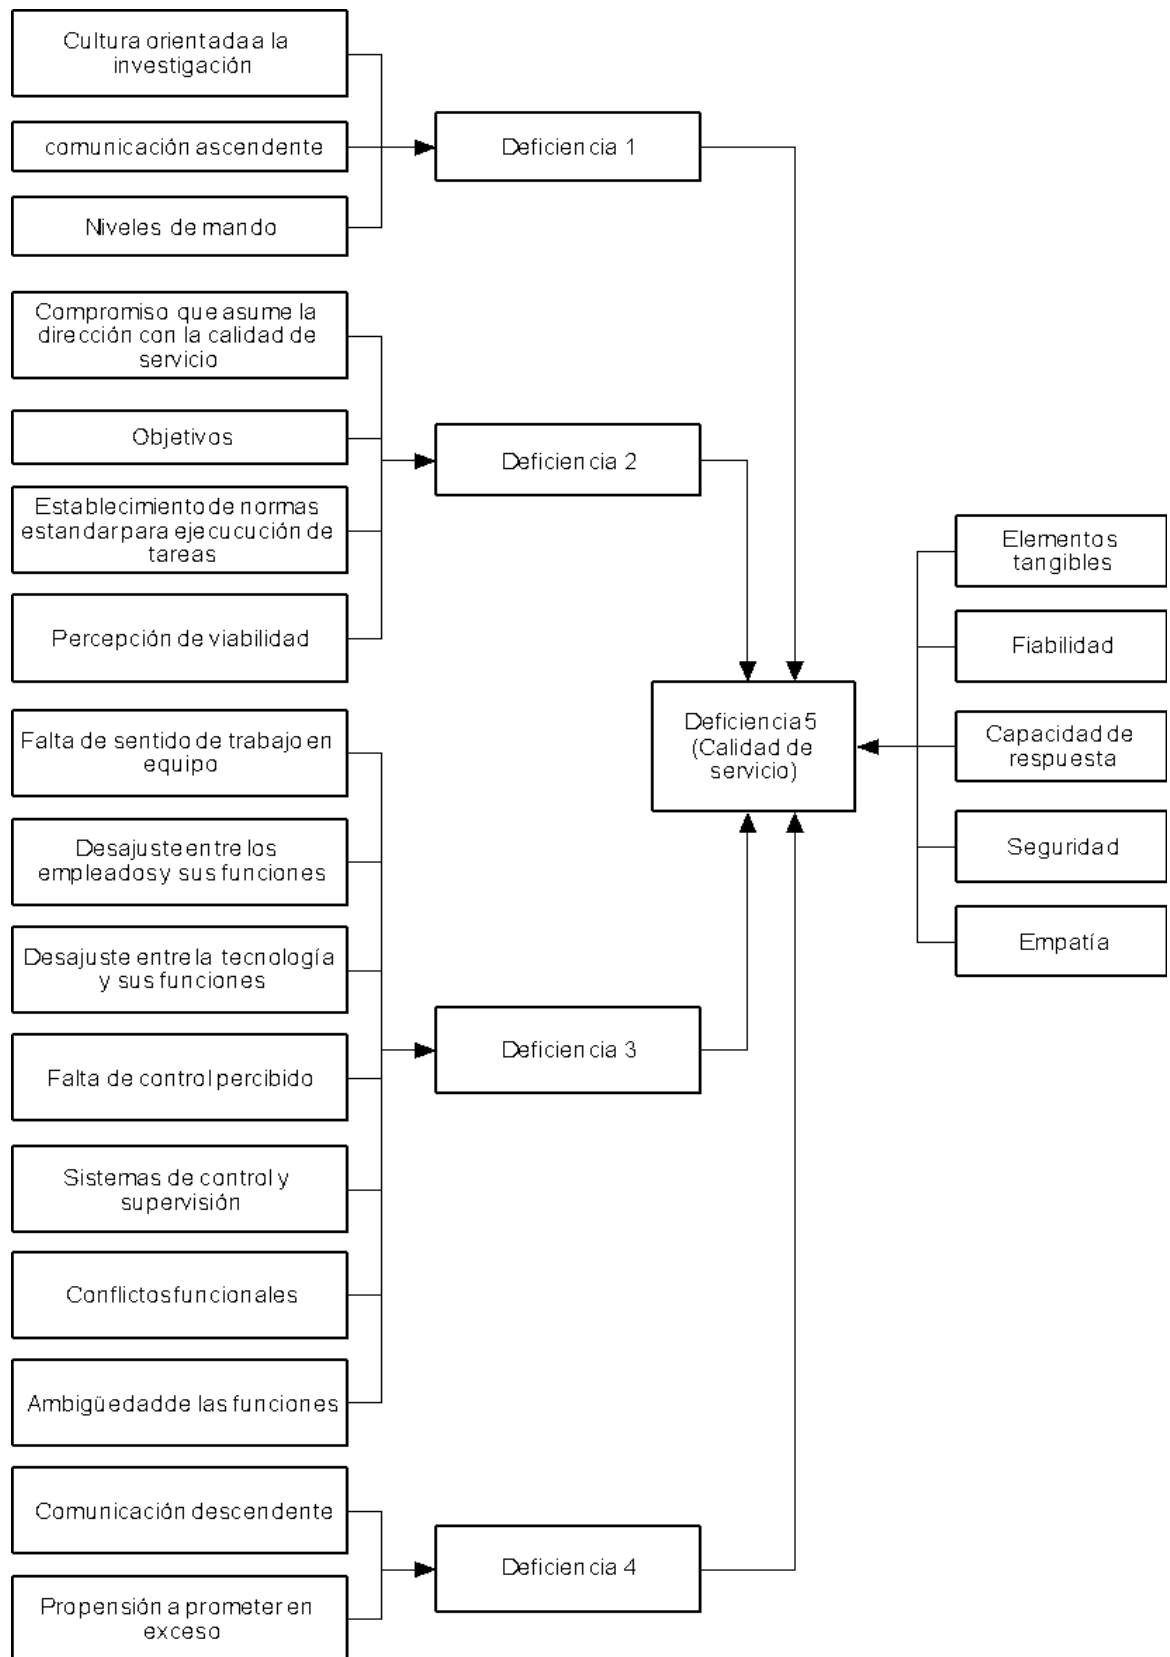 Cultura orientada a la
investigación
comunicación ascendente
Niveles de mando
Deficiencia 1
Compromiso que asume la
dirección con la calidad de
servicio
Objetivos
Establecimiento de normas
estandar para ejecucución de
tareas
Percepción de viabilidad
Deficiencia 2
Falta de sentido de trabajo en
equipo
Desajuste entre los
empleados y sus funciones
Desajuste entre la tecnología
y sus funciones
Falta de control percibido
Sistemas de control y
supervisión
Conflictos funcionales
Ambigüedad de las funciones
Deficiencia 3
Comunicación descendente
Propensión a prometer en
exceso
Deficiencia 4
Deficiencia 5
(Calidad de
servicio)
Elementos
tangibles
Fiabilidad
Capacidad de
respuesta
Seguridad
Empatía